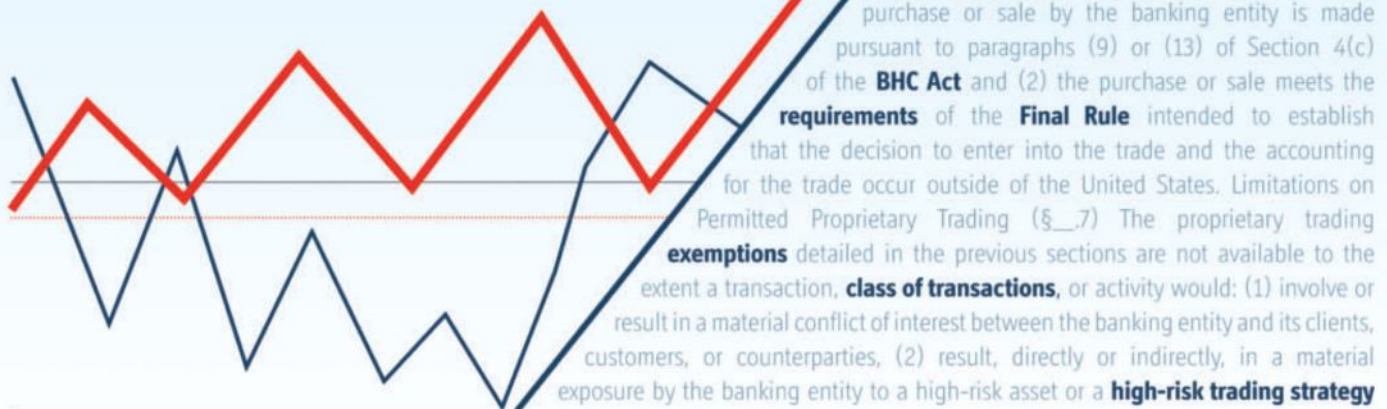 purchase or sale by the banking entity is made
pursuant to paragraphs (9) or (13) of Section 4(c)
of the BHC Act and (2) the purchase or sale meets the
requirements of the Final Rule intended to establish
that the decision to enter into the trade and the accounting
for the trade occur outside of the United States. Limitations on
Permitted Proprietary Trading (§__.7) The proprietary trading
exemptions detailed in the previous sections are not available to the
extent a transaction, class of transactions, or activity would: (1) involve or
result in a material conflict of interest between the banking entity and its clients,
customers, or counterparties, (2) result, directly or indirectly, in a material
exposure by the banking entity to a high-risk asset or a high-risk trading strategy